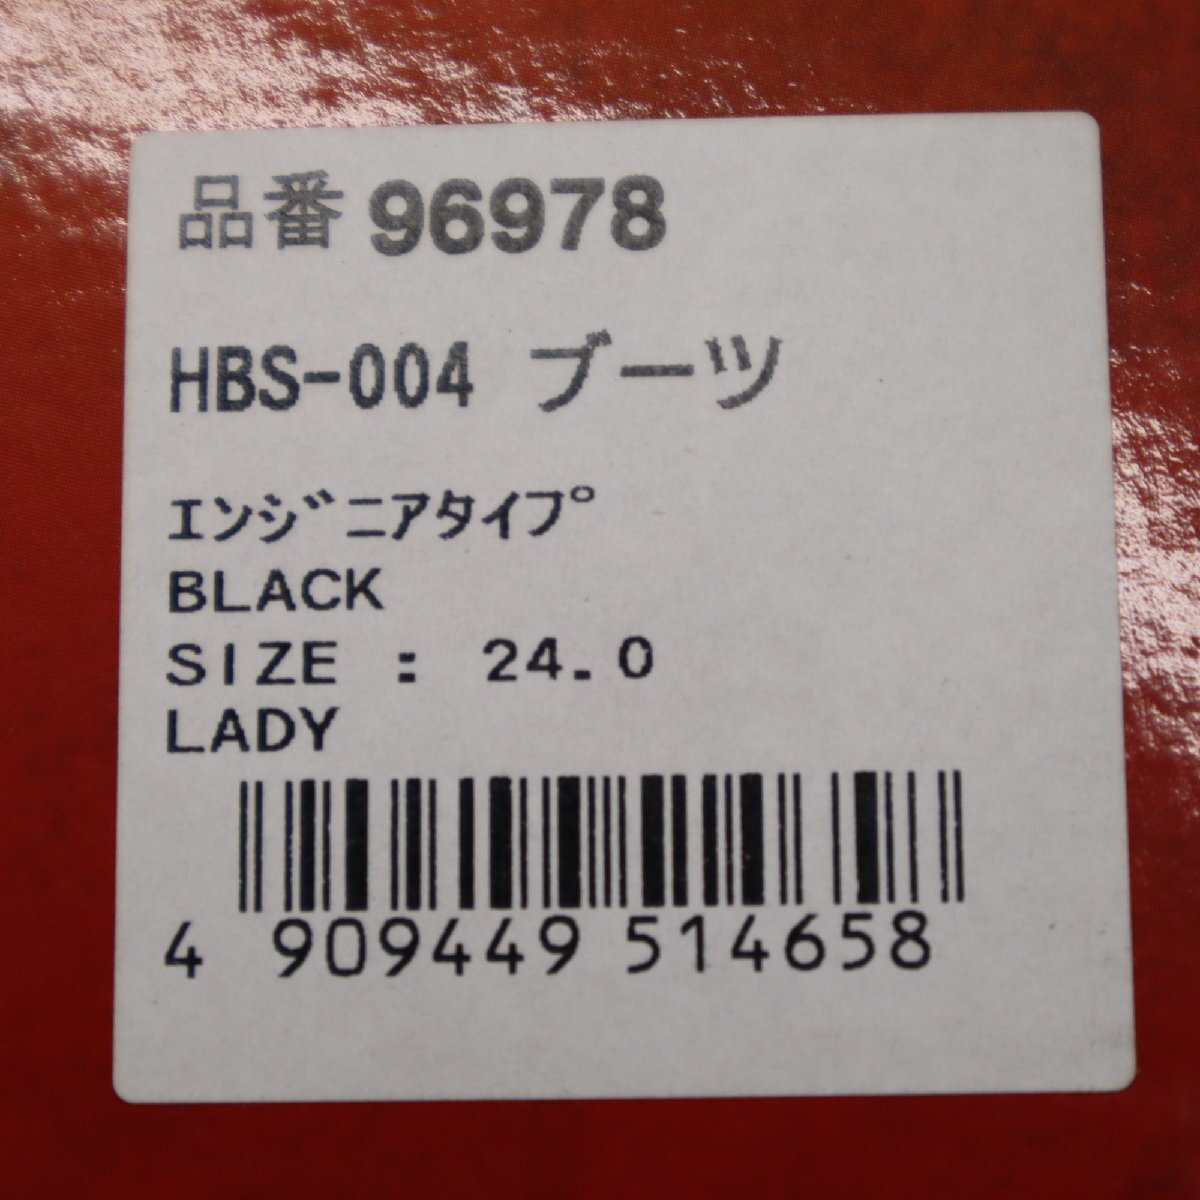 品番 96978
HBS-004 ブーツ
ｴﾝｼﾞﾆｱﾀｲﾌﾟ
BLACK
SIZE : 24.0
LADY
4 909449 514658